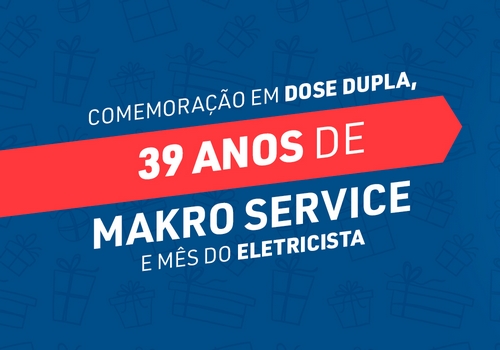 COMEMORAÇÃO EM DOSE DUPLA,
39 ANOS DE
MAKRO SERVICE
E MÊS DO ELETRICISTA